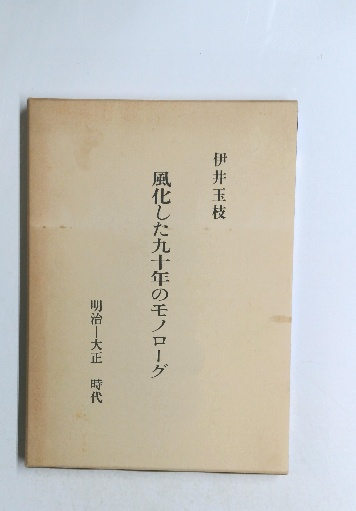 伊井玉枝
風化した九十年のモノローグ
明治ー大正 時代